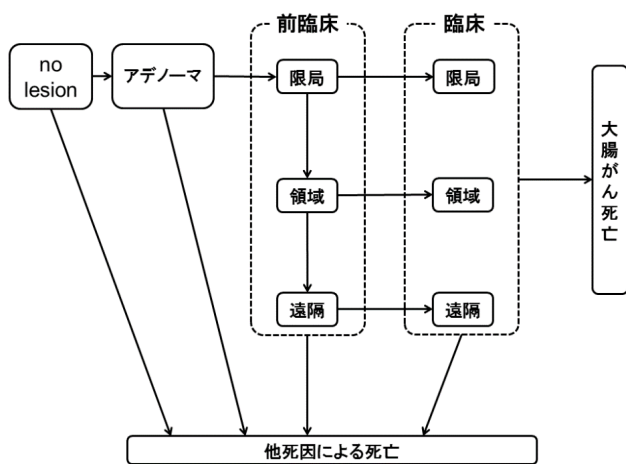 前臨床
臨床
no
lesion
アデノーマ
限局
限局
領域
領域
遠隔
遠隔
大腸がん死亡
他死因による死亡